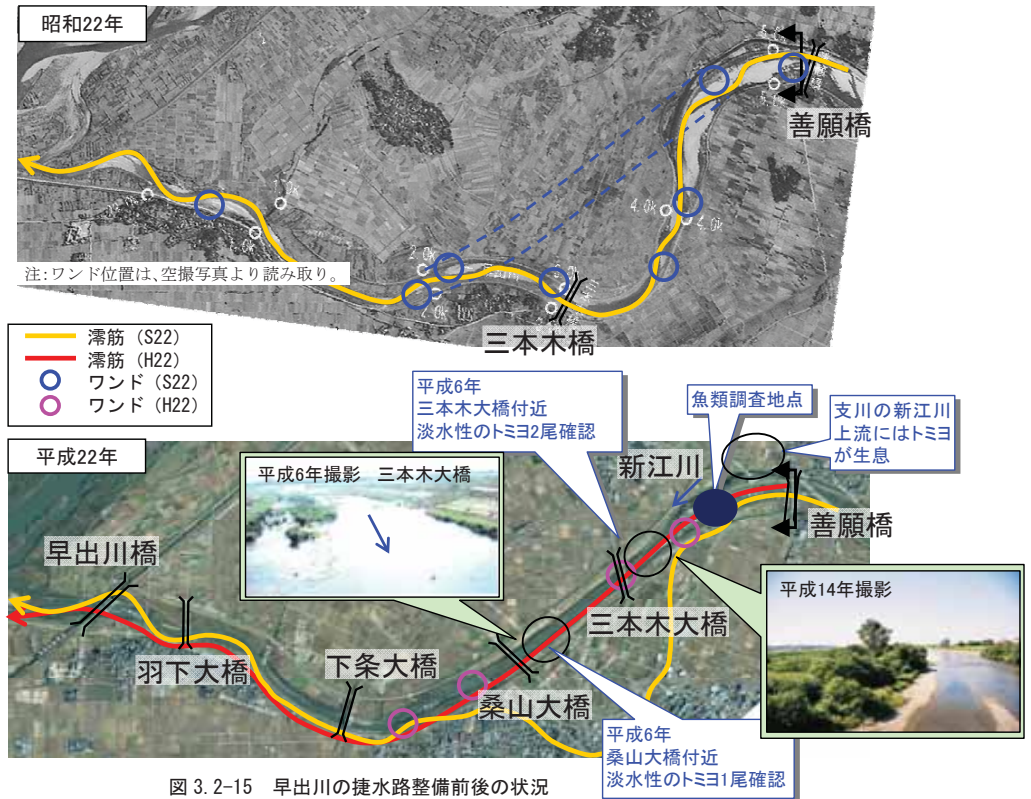 昭和22年
善願橋
4.0k
4.0k
2.0k
2.0k
三本木橋
注:ワンド位置は、空撮写真より読み取り。
澪筋（S22）
澪筋（H22）
ワンド（S22）
ワンド（H22）
平成6年
三本木大橋付近
淡水性のトミヨ2尾確認
魚類調査地点
支川の新江川
上流にはトミヨ
が生息
平成22年
平成6年撮影　三本木大橋
新江川
善願橋
早出川橋
平成14年撮影
三本木大橋
羽下大橋
下条大橋
桑山大橋
平成6年
桑山大橋付近
淡水性のトミヨ1尾確認
図 3.2-15　早出川の捷水路整備前後の状況